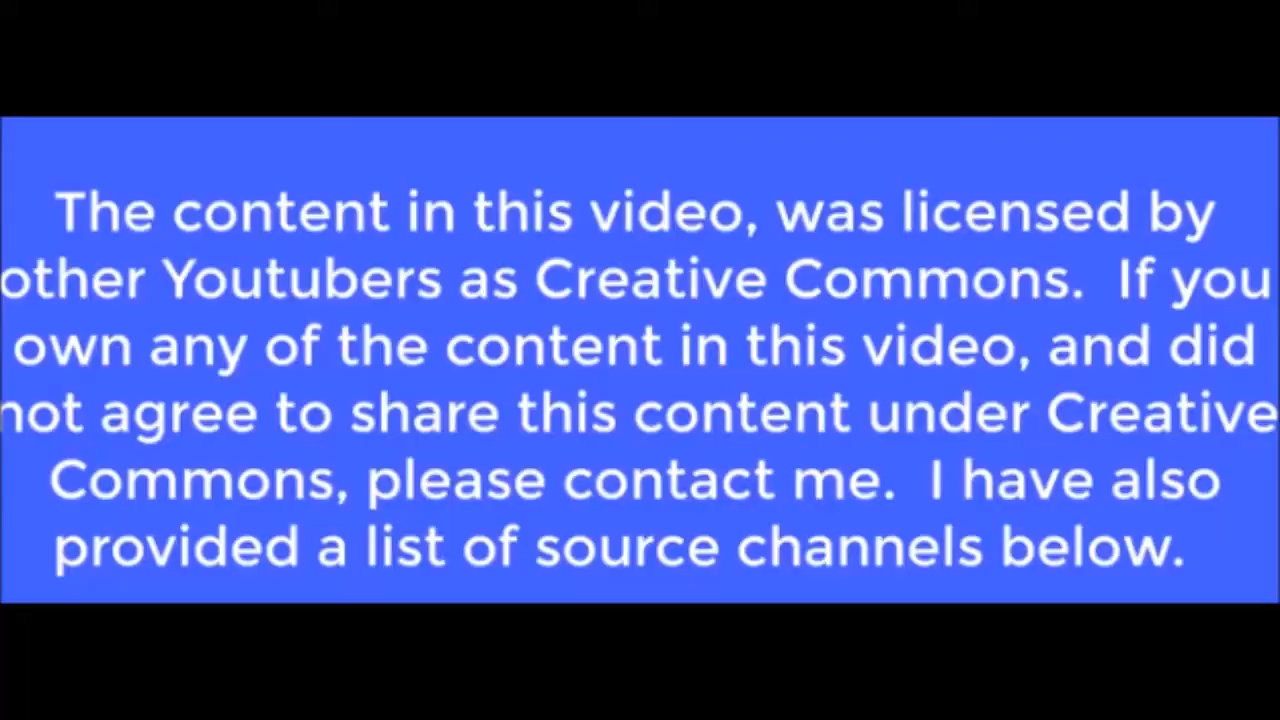 The content in this video, was licensed by
other Youtubers as Creative Commons.  If you
own any of the content in this video, and did
not agree to share this content under Creative
Commons, please contact me.  I have also
provided a list of source channels below.